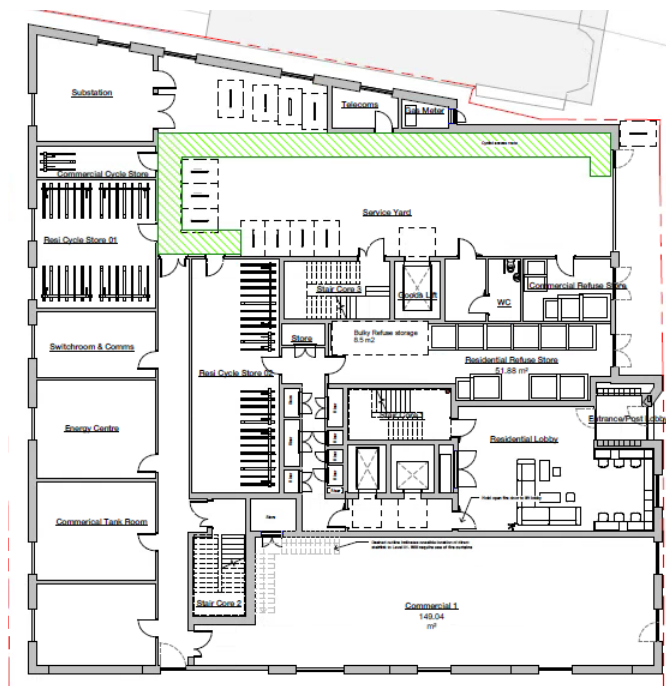 Substation
Telecoms
Gas Meter
Commercial Cycle Store
Resi Cycle Store 01
Service Yard
Stair Core 3
Goods Lift
WC
Commercial Refuse Store
Store
Bulky Refuse storage
8.5 m2
Switchroom & Comms
Resi Cycle Store 02
Residential Refuse Store
51.88 m²
Energy Centre
Entrance/Post Lobby
Residential Lobby
Commerical Tank Room
Stair Core 2
Commercial 1
149.04
m²